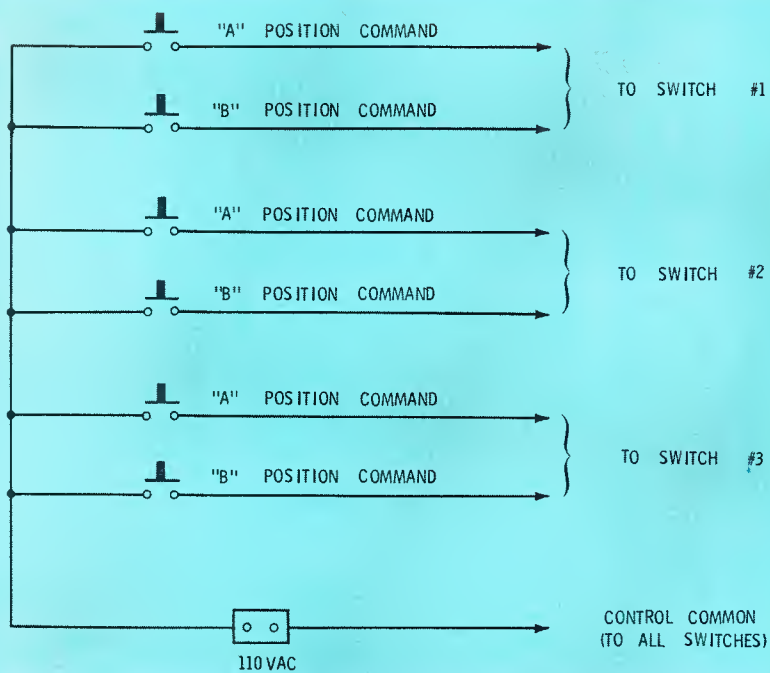 "A" POSITION COMMAND
"B" POSITION COMMAND
TO SWITCH #1
"A" POSITION COMMAND
"B" POSITION COMMAND
TO SWITCH #2
"A" POSITION COMMAND
"B" POSITION COMMAND
TO SWITCH #3
110 VAC
CONTROL COMMON
(TO ALL SWITCHES)